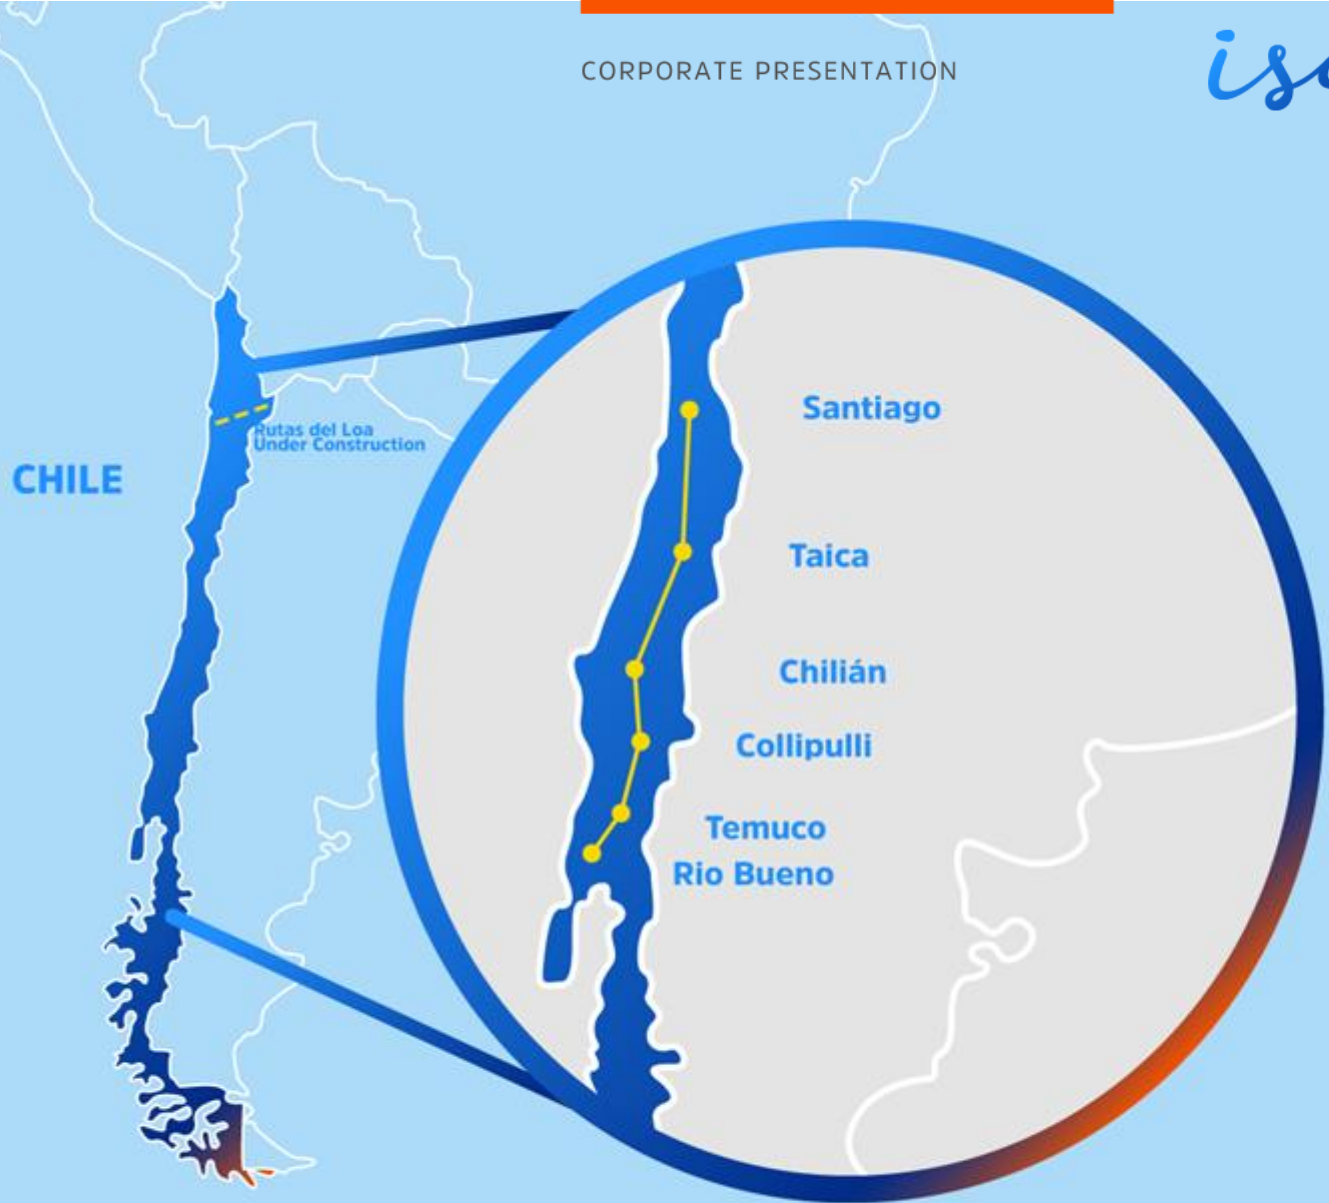 CORPORATE PRESENTATION
Rutas del Loa
Under Construction
CHILE
Santiago
Taica
Chilián
Collipulli
Temuco
Rio Bueno